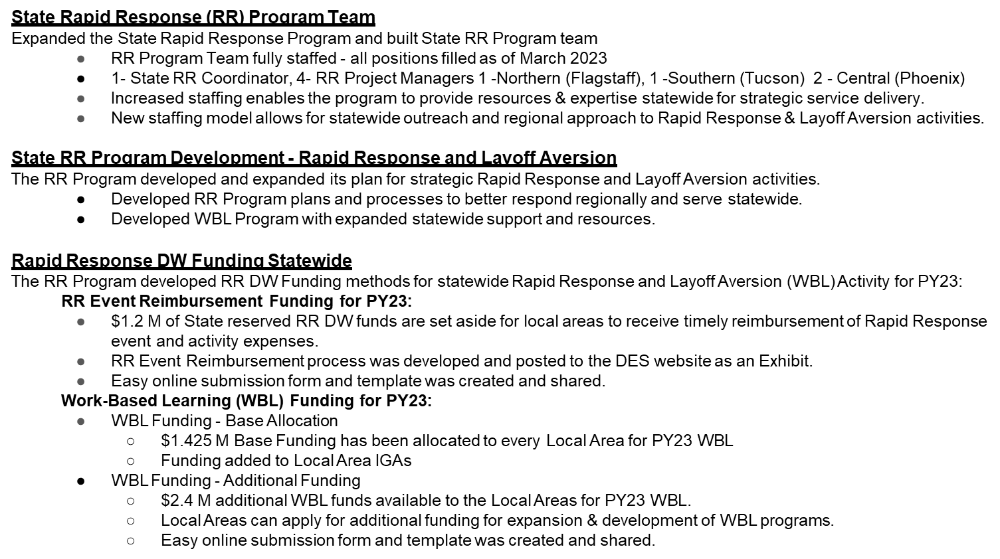 State Rapid Response (RR) Program Team
Expanded the State Rapid Response Program and built State RR Program team
● RR Program Team fully staffed - all positions filled as of March 2023
● 1- State RR Coordinator, 4- RR Project Managers 1 -Northern (Flagstaff), 1 -Southern (Tucson)  2 - Central (Phoenix)
● Increased staffing enables the program to provide resources & expertise statewide for strategic service delivery.
● New staffing model allows for statewide outreach and regional approach to Rapid Response & Layoff Aversion activities.
State RR Program Development - Rapid Response and Layoff Aversion
The RR Program developed and expanded its plan for strategic Rapid Response and Layoff Aversion activities.
● Developed RR Program plans and processes to better respond regionally and serve statewide.
● Developed WBL Program with expanded statewide support and resources.
Rapid Response DW Funding Statewide
The RR Program developed RR DW Funding methods for statewide Rapid Response and Layoff Aversion (WBL) Activity for PY23:
RR Event Reimbursement Funding for PY23:
● $1.2 M of State reserved RR DW funds are set aside for local areas to receive timely reimbursement of Rapid Response
event and activity expenses.
● RR Event Reimbursement process was developed and posted to the DES website as an Exhibit.
● Easy online submission form and template was created and shared.
Work-Based Learning (WBL) Funding for PY23:
● WBL Funding - Base Allocation
○ $1.425 M Base Funding has been allocated to every Local Area for PY23 WBL
○ Funding added to Local Area IGAs
● WBL Funding - Additional Funding
○ $2.4 M additional WBL funds available to the Local Areas for PY23 WBL.
○ Local Areas can apply for additional funding for expansion & development of WBL programs.
○ Easy online submission form and template was created and shared.